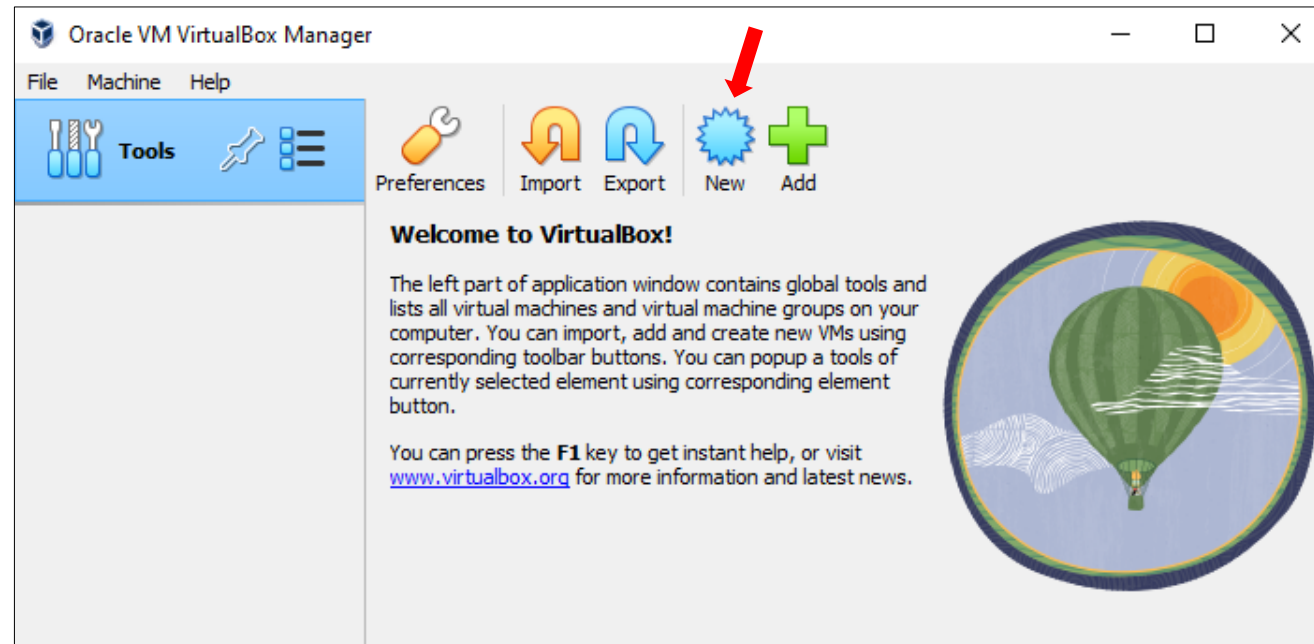 Oracle VM VirtualBox Manager
File Machine Help
Tools
Preferences Import Export New Add
Welcome to VirtualBox!
The left part of application window contains global tools and
lists all virtual machines and virtual machine groups on your
computer. You can import, add and create new VMs using
corresponding toolbar buttons. You can popup a tools of
currently selected element using corresponding element
button.
You can press the F1 key to get instant help, or visit
www.virtualbox.org for more information and latest news.